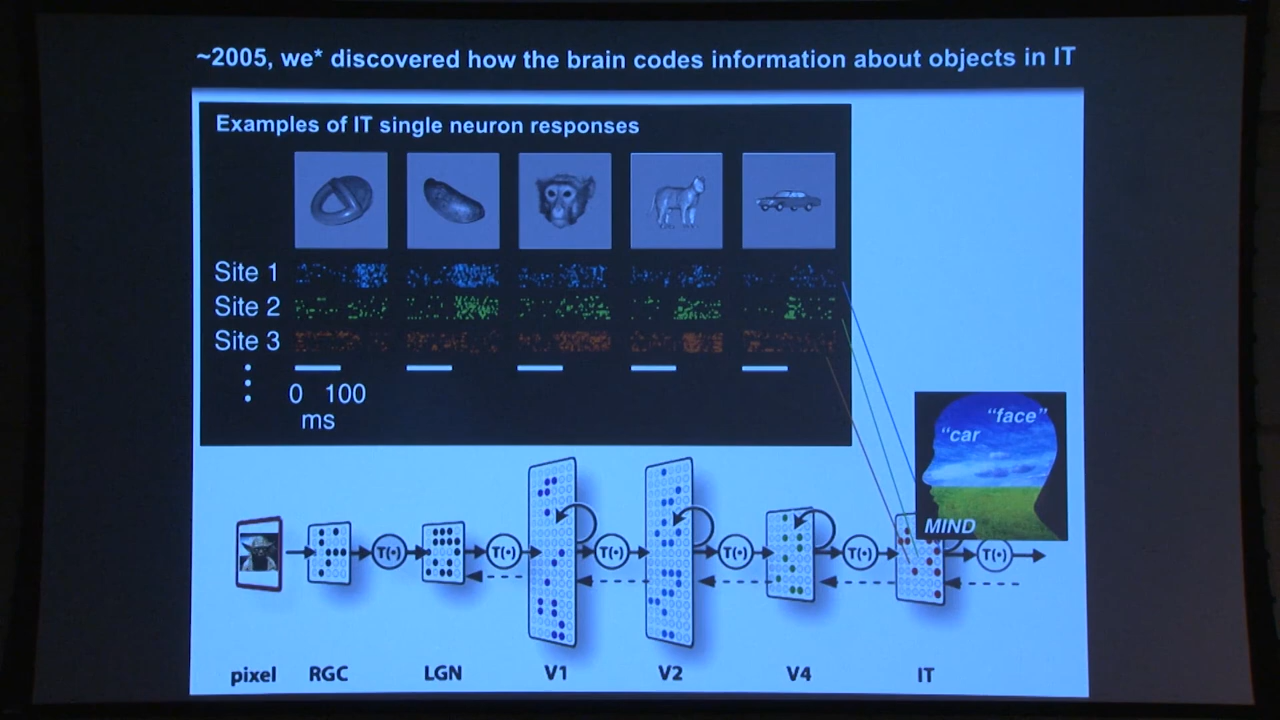 ~2005, we* discovered how the brain codes information about objects in IT
Examples of IT single neuron responses
Site 1
Site 2
Site 3
0 100
ms
“face”
“car
MIND
T(•) T(•) T(•) T(•) T(•) T(•)
pixel RGC LGN V1 V2 V4 IT